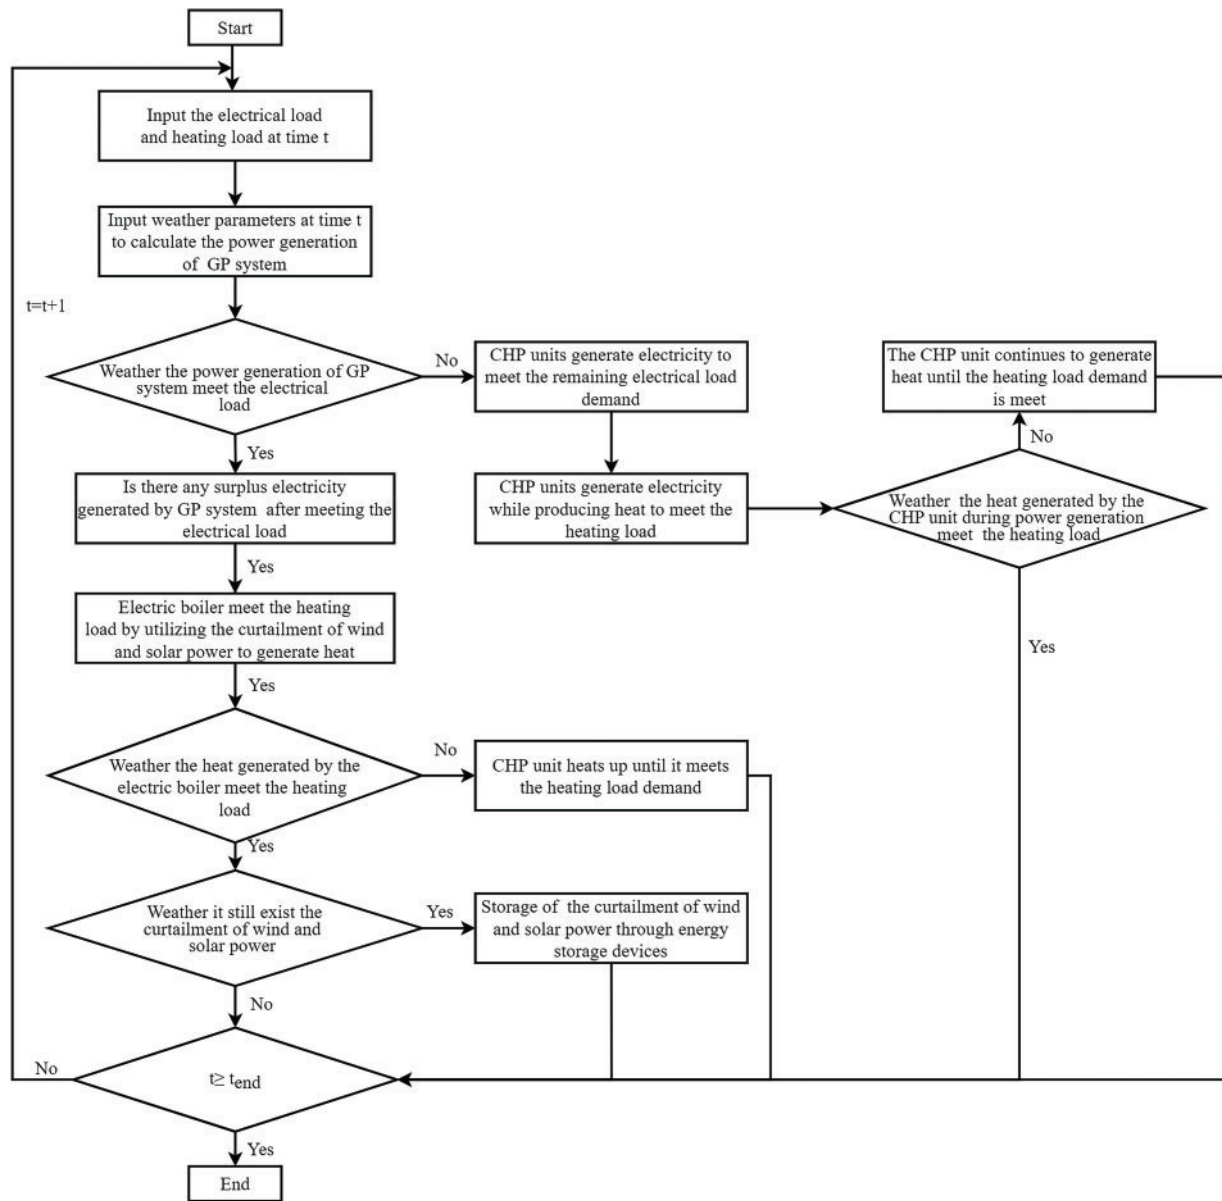 Start
Input the electrical load
and heating load at time t
Input weather parameters at time t
to calculate the power generation
of GP system
t=t+1
Weather the power generation of GP
system meet the electrical
load
No
CHP units generate electricity to
meet the remaining electrical load
demand
The CHP unit continues to generate
heat until the heating load demand
is meet
Yes
No
Is there any surplus electricity
generated by GP system after meeting the
electrical load
CHP units generate electricity
while producing heat to meet the
heating load
Weather the heat generated by the
CHP unit during power generation
meet the heating load
Yes
Electric boiler meet the heating
load by utilizing the curtailment of wind
and solar power to generate heat
Yes
Yes
Weather the heat generated by the
electric boiler meet the heating
load
No
CHP unit heats up until it meets
the heating load demand
Yes
Weather it still exist the
curtailment of wind and
solar power
Yes
Storage of the curtailment of wind
and solar power through energy
storage devices
No
t≥ tend
No
Yes
End